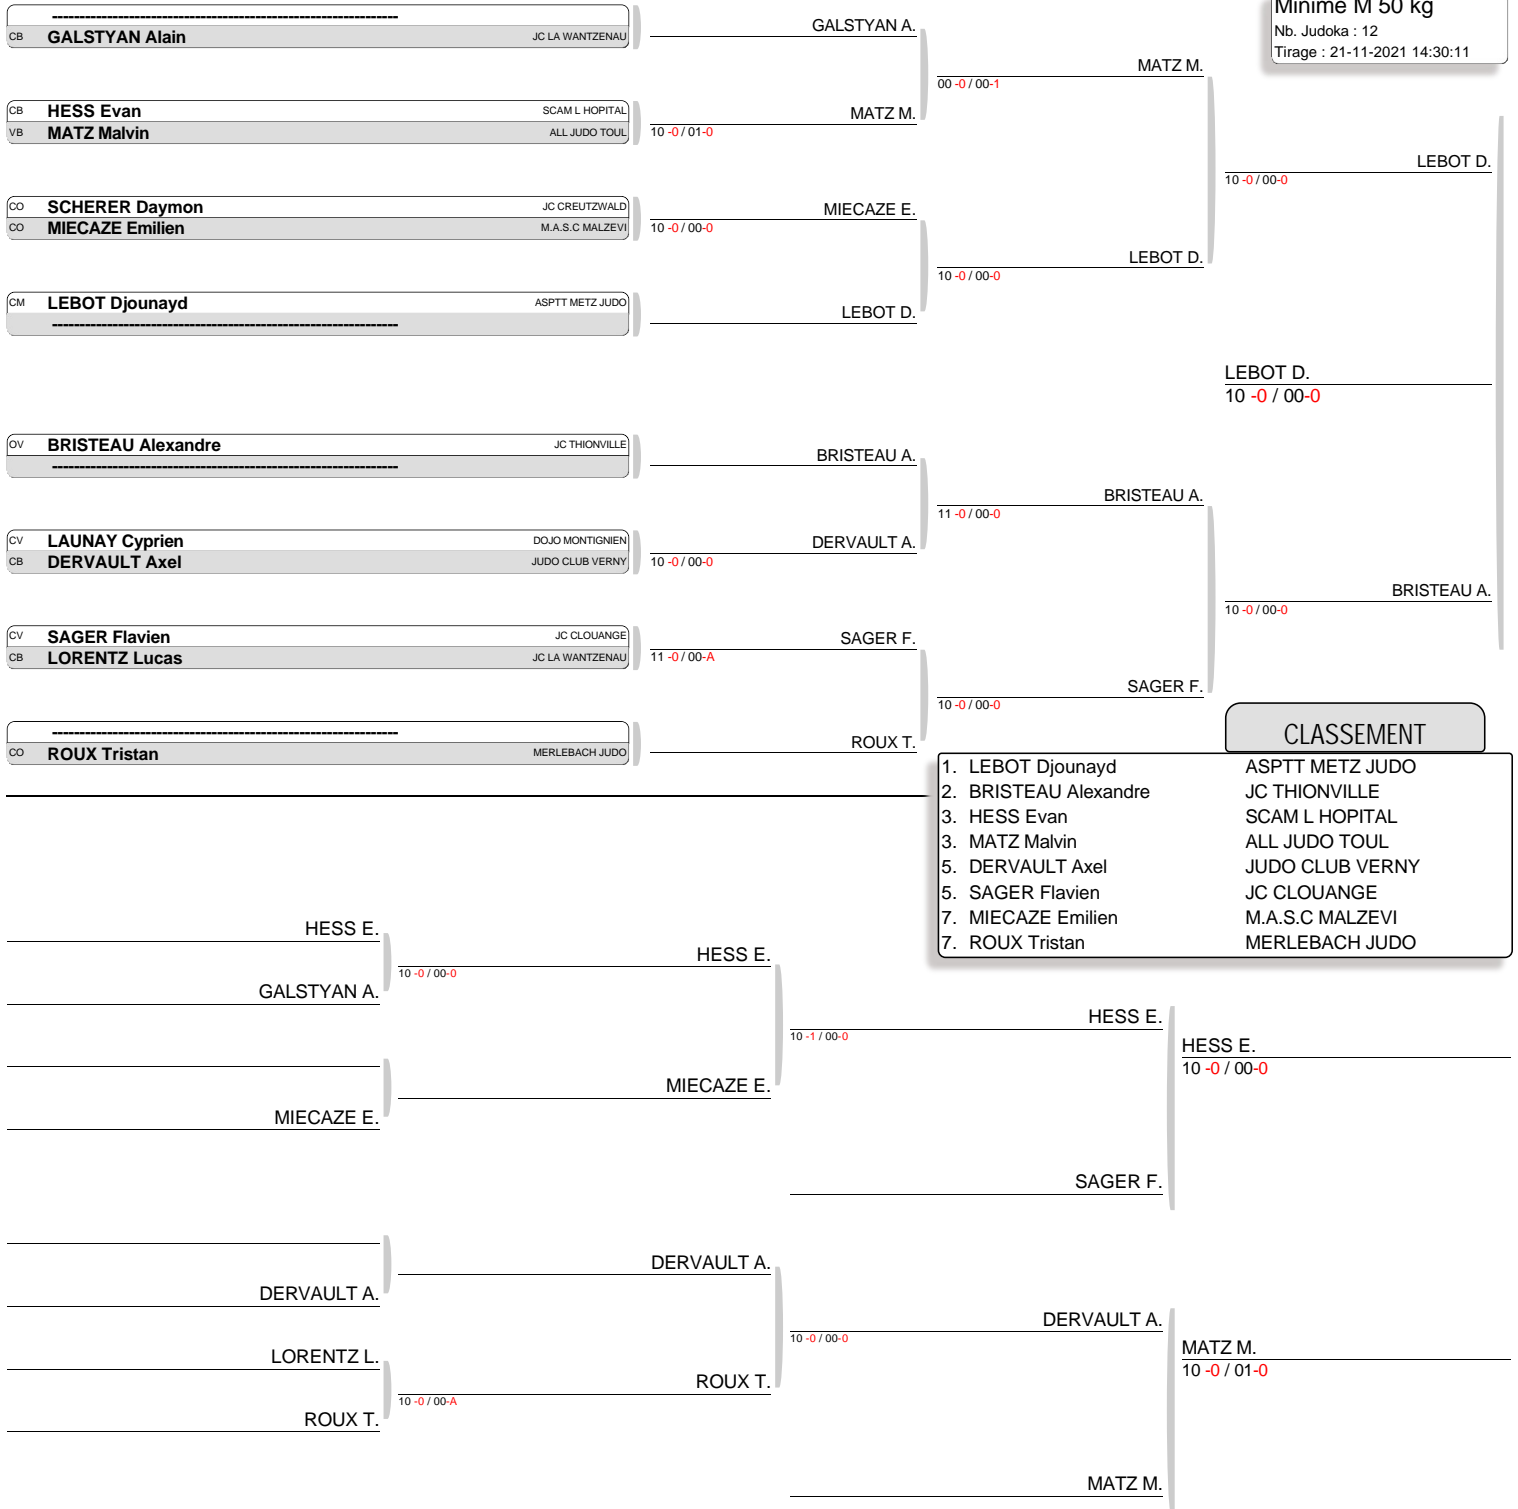 Minime M 50 kg
Nb. Judoka : 12
Tirage : 21-11-2021 14:30:11
----------------------------------------------------------------
CB GALSTYAN Alain JC LA WANTZENAU
GALSTYAN A.
MATZ M.
00 -0 / 00-1
CB HESS Evan SCAM L HOPITAL
VB MATZ Malvin ALL JUDO TOUL
MATZ M.
10 -0 / 01-0
LEBOT D.
10 -0 / 00-0
CO SCHERER Daymon JC CREUTZWALD
CO MIECAZE Emilien M.A.S.C MALZEVI
MIECAZE E.
10 -0 / 00-0
LEBOT D.
10 -0 / 00-0
CM LEBOT Djounayd ASPTT METZ JUDO
----------------------------------------------------------------
LEBOT D.
LEBOT D.
10 -0 / 00-0
OV BRISTEAU Alexandre JC THIONVILLE
----------------------------------------------------------------
BRISTEAU A.
BRISTEAU A.
11 -0 / 00-0
CV LAUNAY Cyprien DOJO MONTIGNIEN
CB DERVAULT Axel JUDO CLUB VERNY
DERVAULT A.
10 -0 / 00-0
BRISTEAU A.
10 -0 / 00-0
CV SAGER Flavien JC CLOUANGE
CB LORENTZ Lucas JC LA WANTZENAU
SAGER F.
11 -0 / 00-A
SAGER F.
10 -0 / 00-0
----------------------------------------------------------------
CO ROUX Tristan MERLEBACH JUDO
ROUX T.
CLASSEMENT
1. LEBOT Djounayd ASPTT METZ JUDO
2. BRISTEAU Alexandre JC THIONVILLE
3. HESS Evan SCAM L HOPITAL
3. MATZ Malvin ALL JUDO TOUL
5. DERVAULT Axel JUDO CLUB VERNY
5. SAGER Flavien JC CLOUANGE
7. MIECAZE Emilien M.A.S.C MALZEVI
7. ROUX Tristan MERLEBACH JUDO
HESS E.
HESS E.
10 -0 / 00-0
GALSTYAN A.
HESS E.
10 -1 / 00-0
HESS E.
10 -0 / 00-0
MIECAZE E.
MIECAZE E.
SAGER F.
DERVAULT A.
DERVAULT A.
DERVAULT A.
10 -0 / 00-0
MATZ M.
10 -0 / 01-0
LORENTZ L.
ROUX T.
10 -0 / 00-A
ROUX T.
MATZ M.